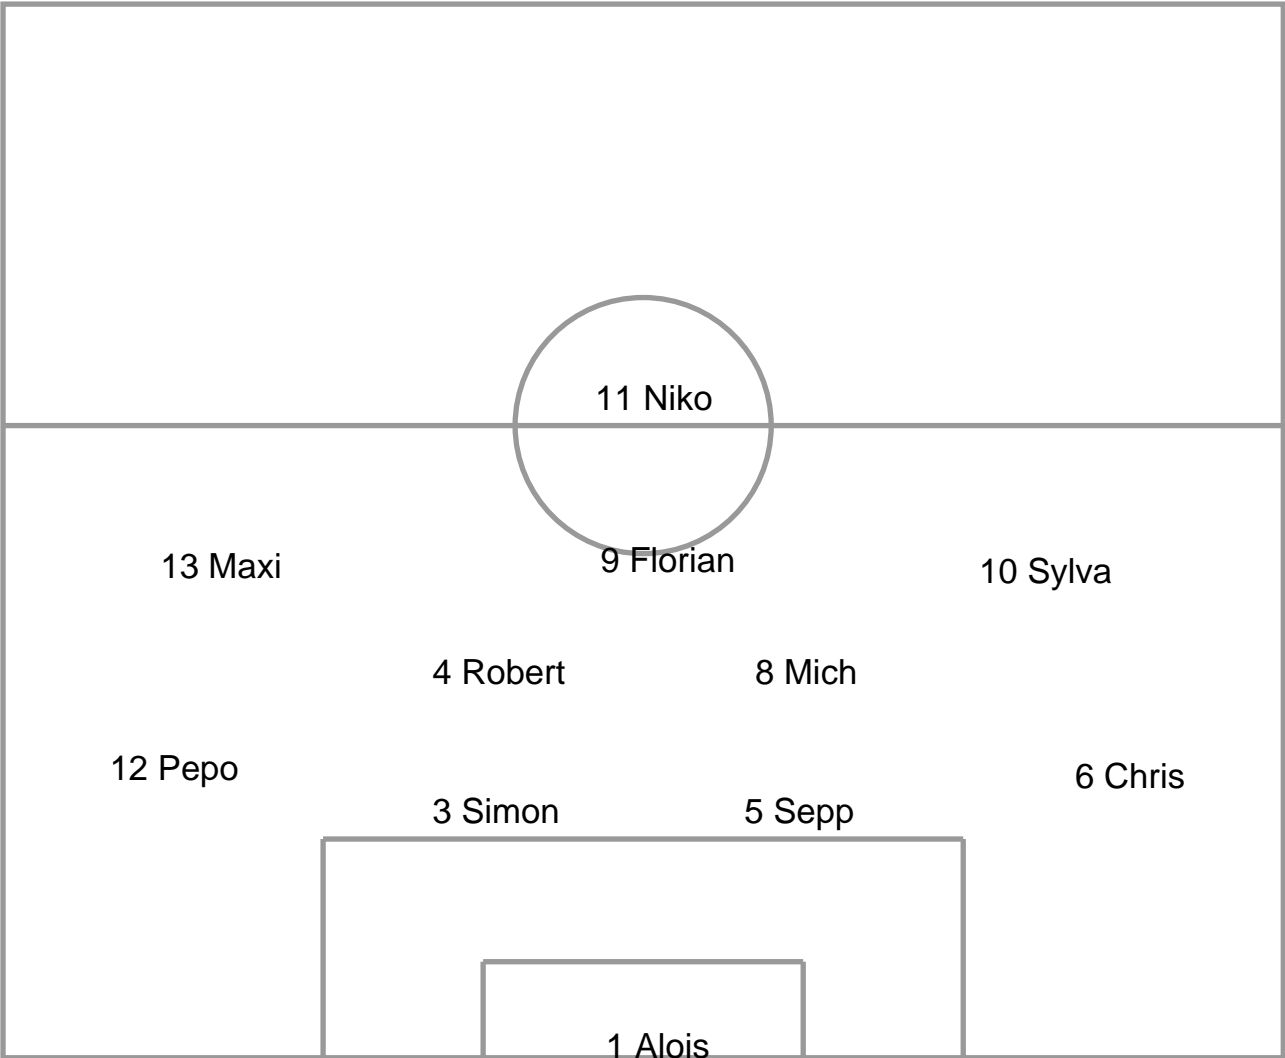 11 Niko
13 Maxi
9 Florian
10 Sylva
4 Robert
8 Mich
12 Pepo
6 Chris
3 Simon
5 Sepp
1 Alois